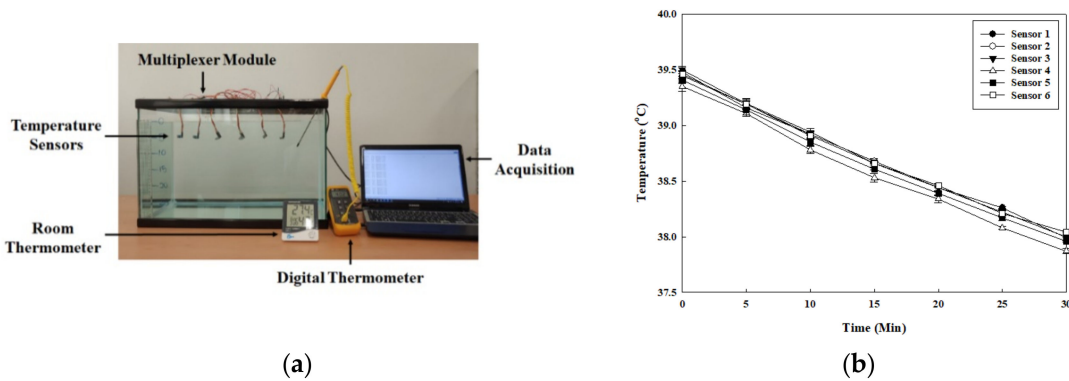 Multiplexer Module
Temperature
Sensors
Data
Acquisition
Room
Thermometer
Digital Thermometer
(a)
40.0
39.5
39.0
38.5
38.0
37.5
Temperature (°C)
0 5 10 15 20 25 30
Time (Min)
Sensor 1
Sensor 2
Sensor 3
Sensor 4
Sensor 5
Sensor 6
(b)